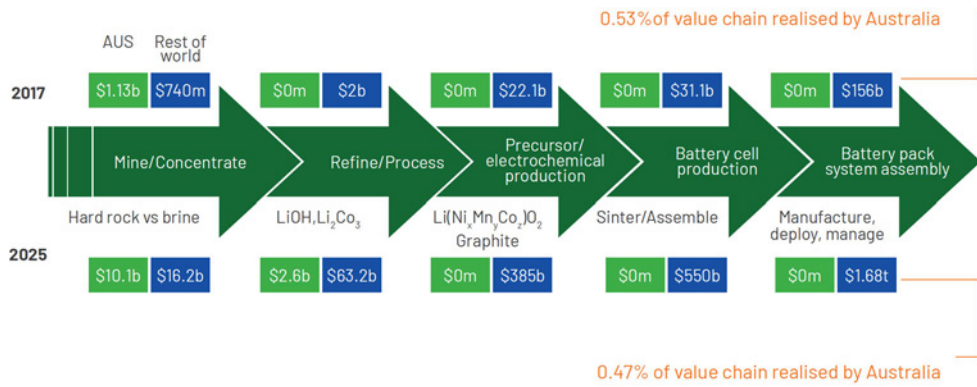 0.53%of value chain realised by Australia
AUS
Rest of
world
2017
$1.13b $740m
$0m $2b
$0m $22.1b
$0m $31.1b
$0m $156b
Mine/Concentrate
Refine/Process
Precursor/
electrochemical
production
Battery cell
production
Battery pack
system assembly
Hard rock vs brine
LiOH,Li₂Co₃
Li(NiₓMnᵧCo_z)O₂
Graphite
Sinter/Assemble
Manufacture,
deploy, manage
2025
$10.1b $16.2b
$2.6b $63.2b
$0m $385b
$0m $550b
$0m $1.68t
0.47% of value chain realised by Australia